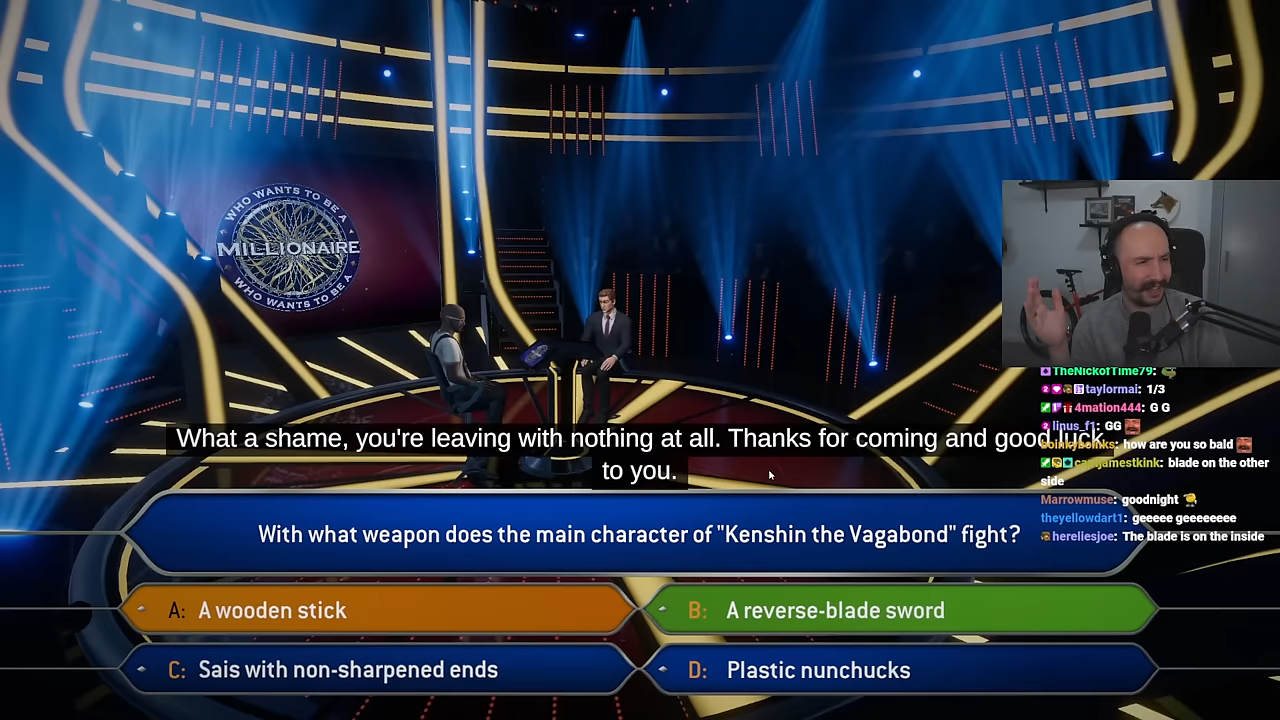 WHO WANTS TO BE A
MILLIONAIRE
WHO WANTS TO BE A
TheNickofTime79:
taylormai: 1/3
4mation444: G G
linus_f1: GG
how are you so bald
camjamestkink: blade on the other
side
Marrowmuse: goodnight
theyellowdart1: geeeee geeeeeeee
hereliesjoe: The blade is on the inside
What a shame, you're leaving with nothing at all. Thanks for coming and good luck
to you.
With what weapon does the main character of "Kenshin the Vagabond" fight?
A: A wooden stick
B: A reverse-blade sword
C: Sais with non-sharpened ends
D: Plastic nunchucks